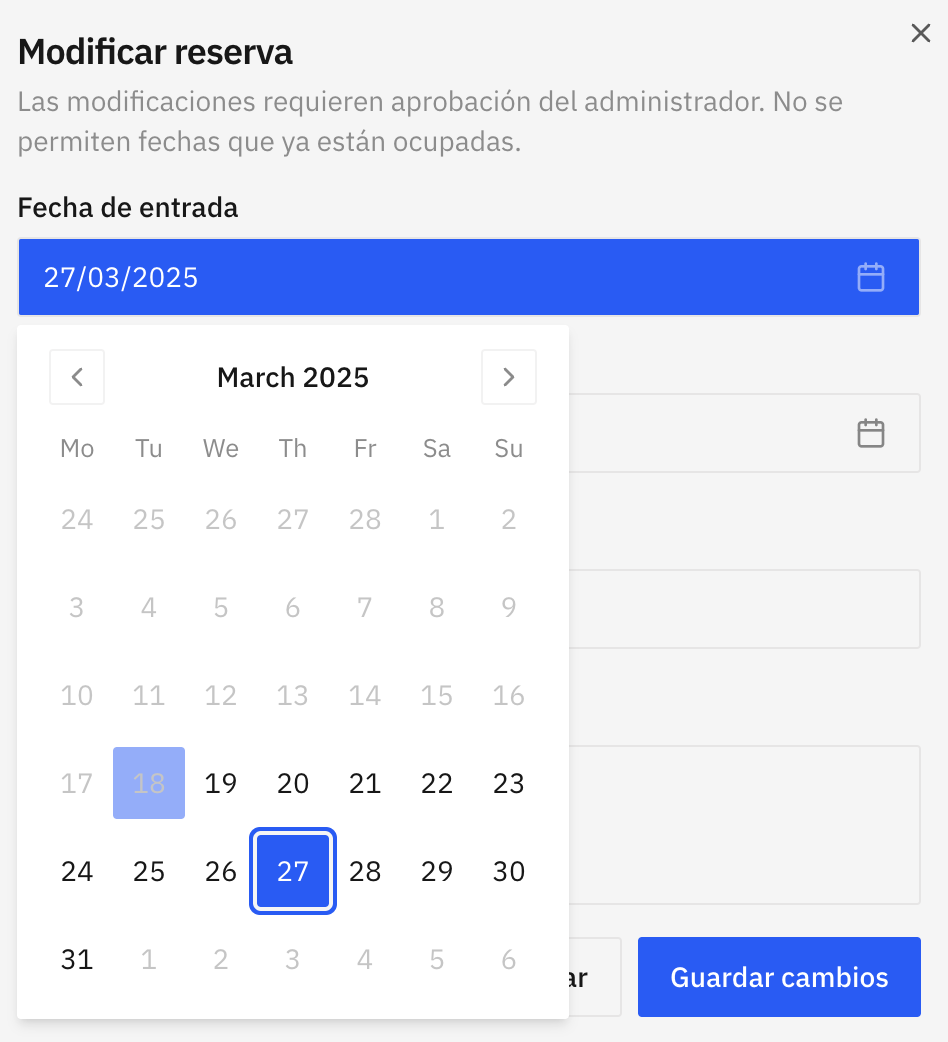 Modificar reserva
Las modificaciones requieren aprobación del administrador. No se
permiten fechas que ya están ocupadas.
Fecha de entrada
27/03/2025
March 2025
Mo Tu We Th Fr Sa Su
24 25 26 27 28 1 2
3 4 5 6 7 8 9
10 11 12 13 14 15 16
17 18 19 20 21 22 23
24 25 26 27 28 29 30
31 1 2 3 4 5 6
Guardar cambios